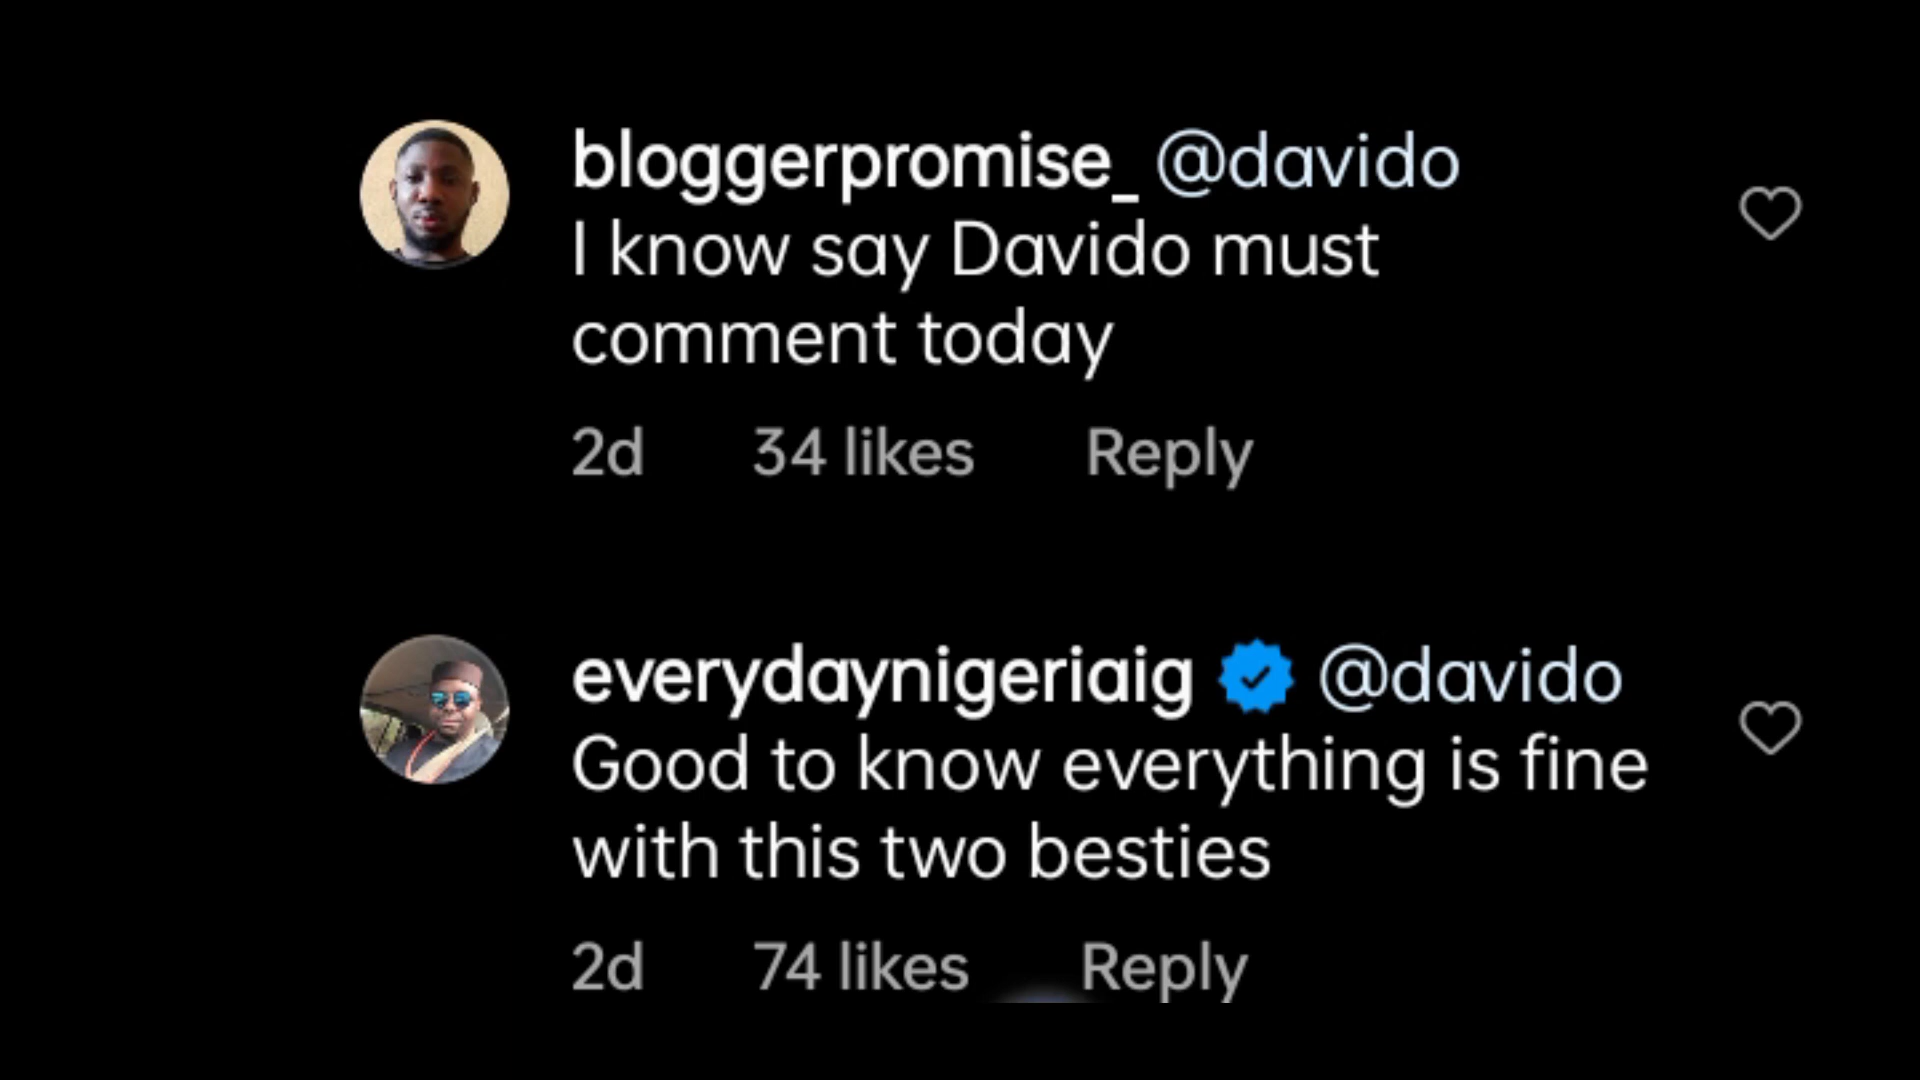 bloggerpromise_ @davido
I know say Davido must
comment today
2d 34 likes Reply
everydaynigeriaig @davido
Good to know everything is fine
with this two besties
2d 74 likes Reply